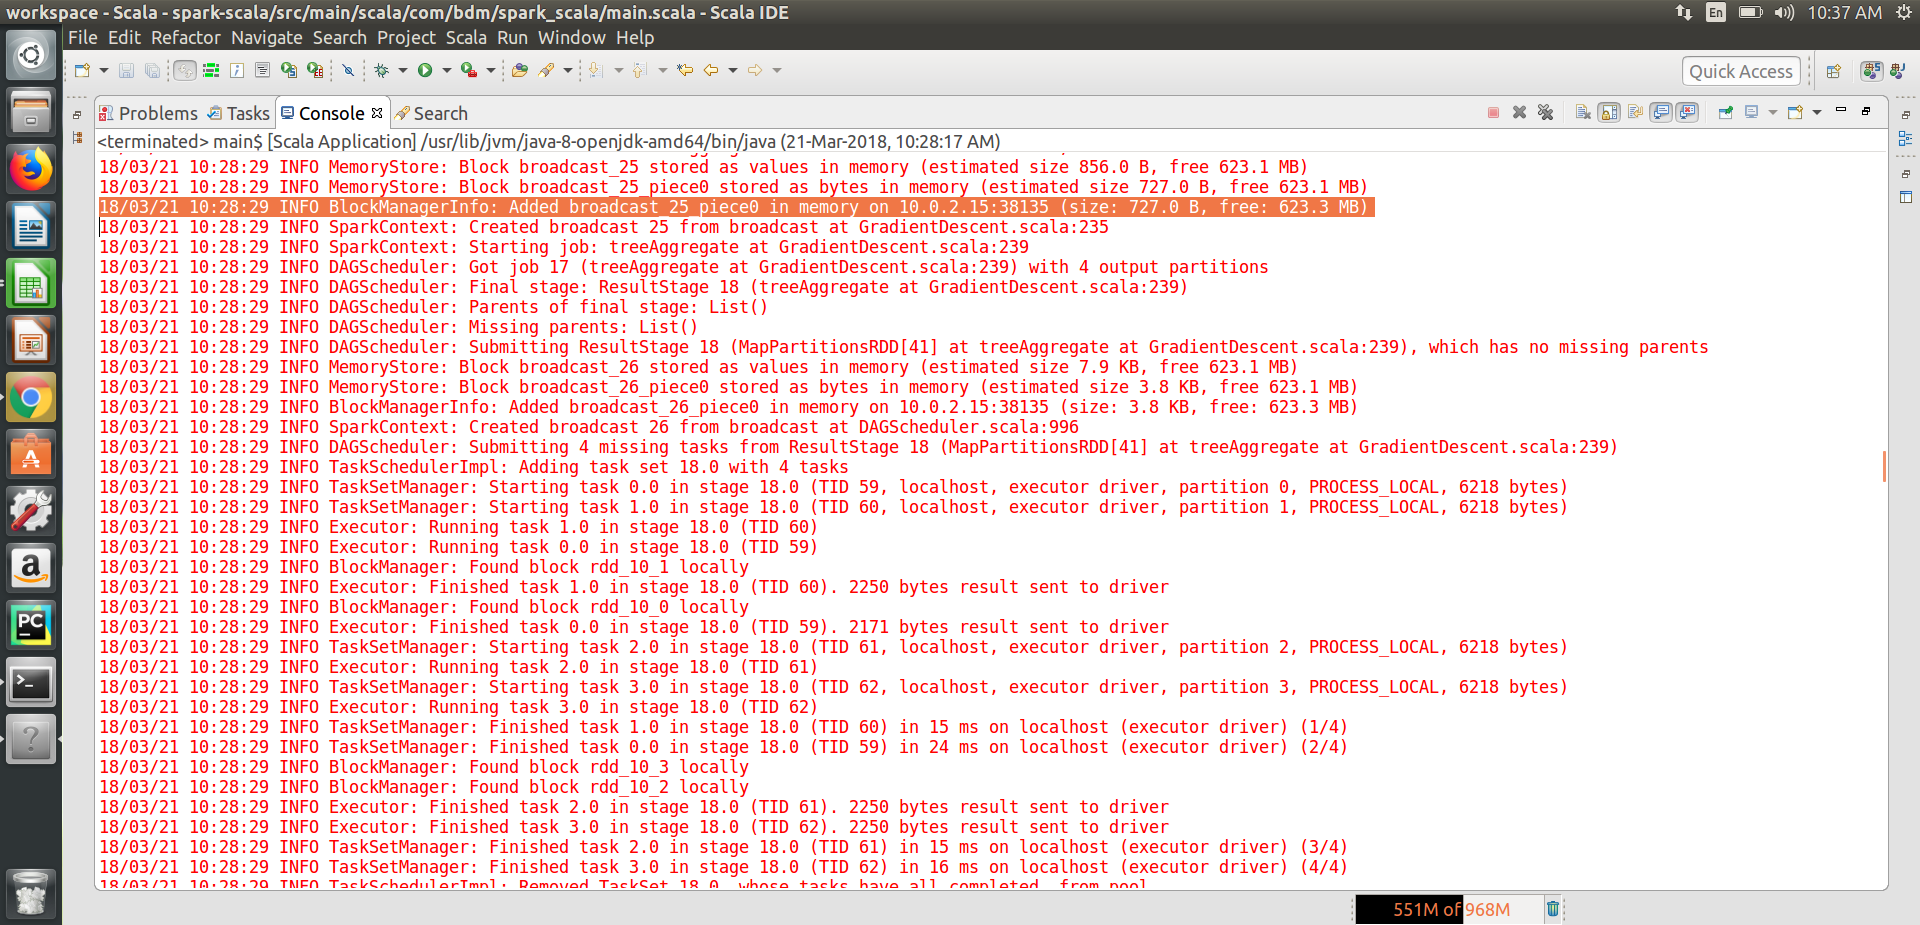 workspace - Scala - spark-scala/src/main/scala/com/bdm/spark_scala/main.scala - Scala IDE
En
10:37 AM
File Edit Refactor Navigate Search Project Scala Run Window Help
Quick Access
Problems Tasks Console Search
<terminated> main$ [Scala Application] /usr/lib/jvm/java-8-openjdk-amd64/bin/java (21-Mar-2018, 10:28:17 AM)
18/03/21 10:28:29 INFO MemoryStore: Block broadcast_25 stored as values in memory (estimated size 856.0 B, free 623.1 MB)
18/03/21 10:28:29 INFO MemoryStore: Block broadcast_25_piece0 stored as bytes in memory (estimated size 727.0 B, free 623.1 MB)
18/03/21 10:28:29 INFO BlockManagerInfo: Added broadcast_25_piece0 in memory on 10.0.2.15:38135 (size: 727.0 B, free: 623.3 MB)
18/03/21 10:28:29 INFO SparkContext: Created broadcast 25 from broadcast at GradientDescent.scala:235
18/03/21 10:28:29 INFO SparkContext: Starting job: treeAggregate at GradientDescent.scala:239
18/03/21 10:28:29 INFO DAGScheduler: Got job 17 (treeAggregate at GradientDescent.scala:239) with 4 output partitions
18/03/21 10:28:29 INFO DAGScheduler: Final stage: ResultStage 18 (treeAggregate at GradientDescent.scala:239)
18/03/21 10:28:29 INFO DAGScheduler: Parents of final stage: List()
18/03/21 10:28:29 INFO DAGScheduler: Missing parents: List()
18/03/21 10:28:29 INFO DAGScheduler: Submitting ResultStage 18 (MapPartitionsRDD[41] at treeAggregate at GradientDescent.scala:239), which has no missing parents
18/03/21 10:28:29 INFO MemoryStore: Block broadcast_26 stored as values in memory (estimated size 7.9 KB, free 623.1 MB)
18/03/21 10:28:29 INFO MemoryStore: Block broadcast_26_piece0 stored as bytes in memory (estimated size 3.8 KB, free 623.1 MB)
18/03/21 10:28:29 INFO BlockManagerInfo: Added broadcast_26_piece0 in memory on 10.0.2.15:38135 (size: 3.8 KB, free: 623.3 MB)
18/03/21 10:28:29 INFO SparkContext: Created broadcast 26 from broadcast at DAGScheduler.scala:996
18/03/21 10:28:29 INFO DAGScheduler: Submitting 4 missing tasks from ResultStage 18 (MapPartitionsRDD[41] at treeAggregate at GradientDescent.scala:239)
18/03/21 10:28:29 INFO TaskSchedulerImpl: Adding task set 18.0 with 4 tasks
18/03/21 10:28:29 INFO TaskSetManager: Starting task 0.0 in stage 18.0 (TID 59, localhost, executor driver, partition 0, PROCESS_LOCAL, 6218 bytes)
18/03/21 10:28:29 INFO TaskSetManager: Starting task 1.0 in stage 18.0 (TID 60, localhost, executor driver, partition 1, PROCESS_LOCAL, 6218 bytes)
18/03/21 10:28:29 INFO Executor: Running task 1.0 in stage 18.0 (TID 60)
18/03/21 10:28:29 INFO Executor: Running task 0.0 in stage 18.0 (TID 59)
18/03/21 10:28:29 INFO BlockManager: Found block rdd_10_1 locally
18/03/21 10:28:29 INFO Executor: Finished task 1.0 in stage 18.0 (TID 60). 2250 bytes result sent to driver
18/03/21 10:28:29 INFO BlockManager: Found block rdd_10_0 locally
18/03/21 10:28:29 INFO Executor: Finished task 0.0 in stage 18.0 (TID 59). 2171 bytes result sent to driver
18/03/21 10:28:29 INFO TaskSetManager: Starting task 2.0 in stage 18.0 (TID 61, localhost, executor driver, partition 2, PROCESS_LOCAL, 6218 bytes)
18/03/21 10:28:29 INFO Executor: Running task 2.0 in stage 18.0 (TID 61)
18/03/21 10:28:29 INFO TaskSetManager: Starting task 3.0 in stage 18.0 (TID 62, localhost, executor driver, partition 3, PROCESS_LOCAL, 6218 bytes)
18/03/21 10:28:29 INFO Executor: Running task 3.0 in stage 18.0 (TID 62)
18/03/21 10:28:29 INFO TaskSetManager: Finished task 1.0 in stage 18.0 (TID 60) in 15 ms on localhost (executor driver) (1/4)
18/03/21 10:28:29 INFO TaskSetManager: Finished task 0.0 in stage 18.0 (TID 59) in 24 ms on localhost (executor driver) (2/4)
18/03/21 10:28:29 INFO BlockManager: Found block rdd_10_3 locally
18/03/21 10:28:29 INFO BlockManager: Found block rdd_10_2 locally
18/03/21 10:28:29 INFO Executor: Finished task 2.0 in stage 18.0 (TID 61). 2250 bytes result sent to driver
18/03/21 10:28:29 INFO Executor: Finished task 3.0 in stage 18.0 (TID 62). 2250 bytes result sent to driver
18/03/21 10:28:29 INFO TaskSetManager: Finished task 2.0 in stage 18.0 (TID 61) in 15 ms on localhost (executor driver) (3/4)
18/03/21 10:28:29 INFO TaskSetManager: Finished task 3.0 in stage 18.0 (TID 62) in 16 ms on localhost (executor driver) (4/4)
18/03/21 10:28:29 INFO TaskSchedulerImpl: Removed TaskSet 18.0, whose tasks have all completed, from pool
551M of 968M
PC